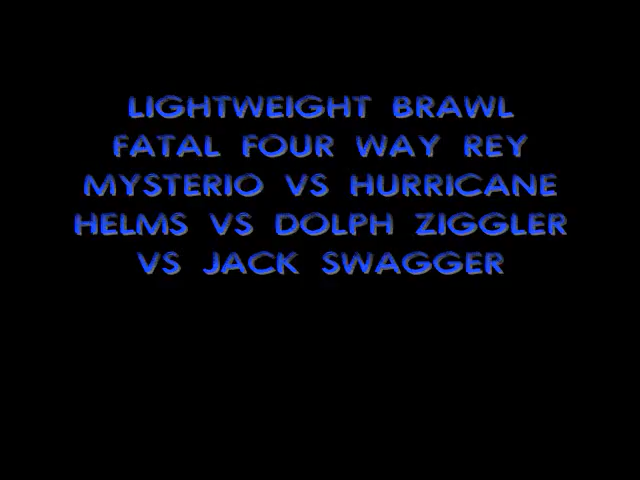 LIGHTWEIGHT BRAWL
FATAL FOUR WAY REY
MYSTERIO VS HURRICANE
HELMS VS DOLPH ZIGGLER
VS JACK SWAGGER